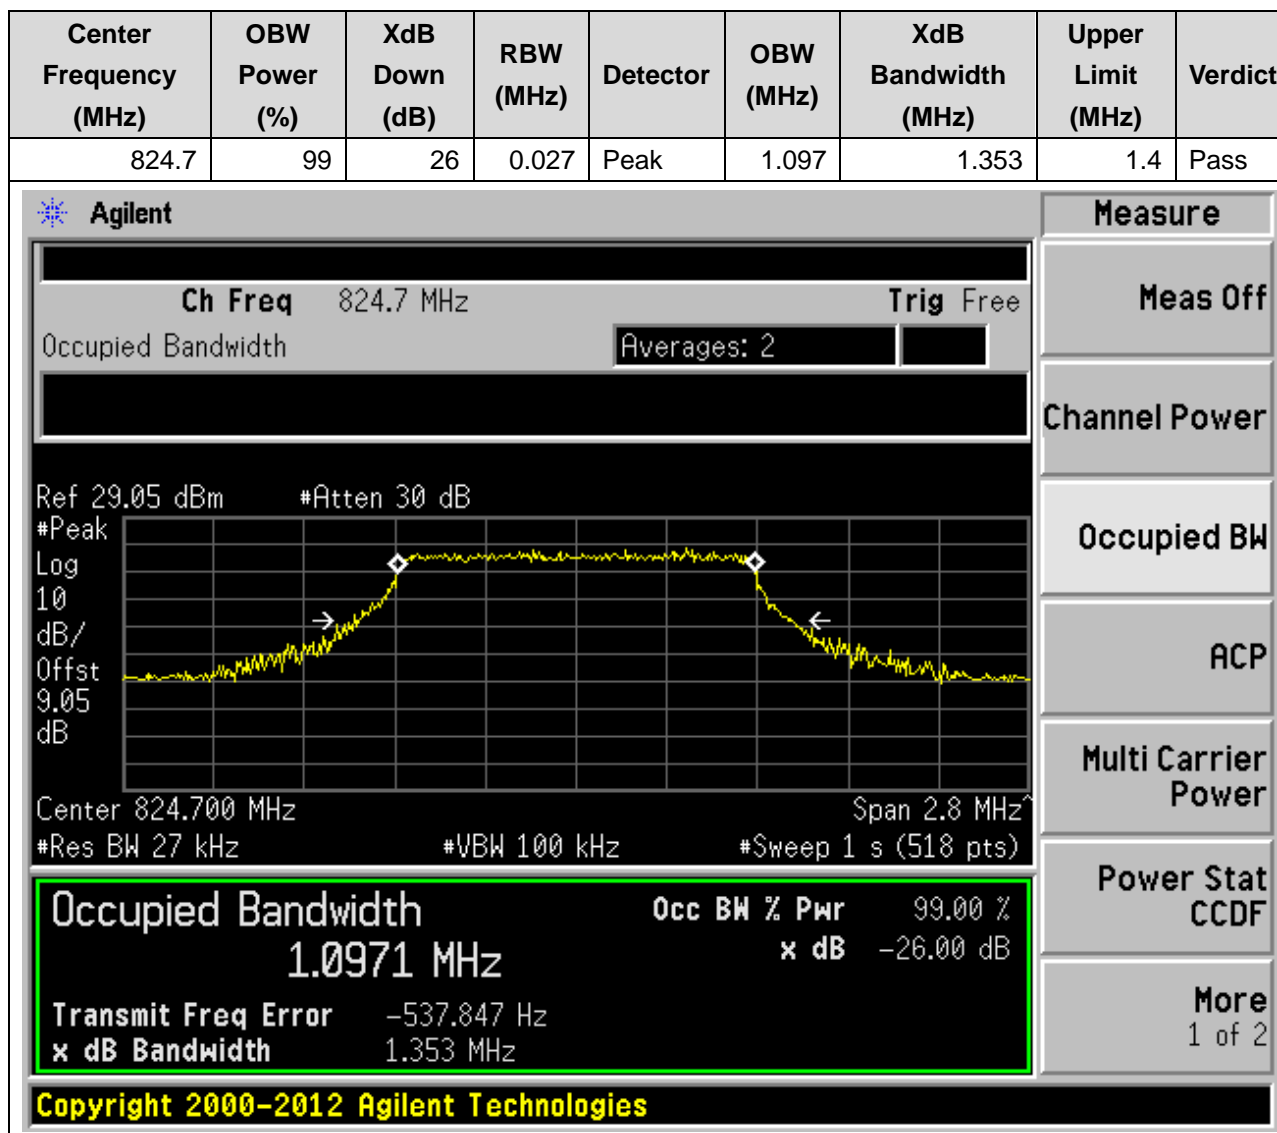 Center Frequency (MHz) OBW Power (%) XdB Down (dB) RBW (MHz) Detector OBW (MHz) XdB Bandwidth (MHz) Upper Limit (MHz) Verdict
824.7 99 26 0.027 Peak 1.097 1.353 1.4 Pass
Agilent
Measure
Ch Freq 824.7 MHz Trig Free
Occupied Bandwidth Averages: 2
Ref 29.05 dBm #Atten 30 dB
#Peak
Log
10
dB/
Offst
9.05
dB
Center 824.700 MHz Span 2.8 MHz^
#Res BW 27 kHz #VBW 100 kHz #Sweep 1 s (518 pts)
Occupied Bandwidth Occ BW % Pwr 99.00 %
1.0971 MHz x dB -26.00 dB
Transmit Freq Error -537.847 Hz
x dB Bandwidth 1.353 MHz
Meas Off
Channel Power
Occupied BW
ACP
Multi Carrier
Power
Power Stat
CCDF
More
1 of 2
Copyright 2000-2012 Agilent Technologies